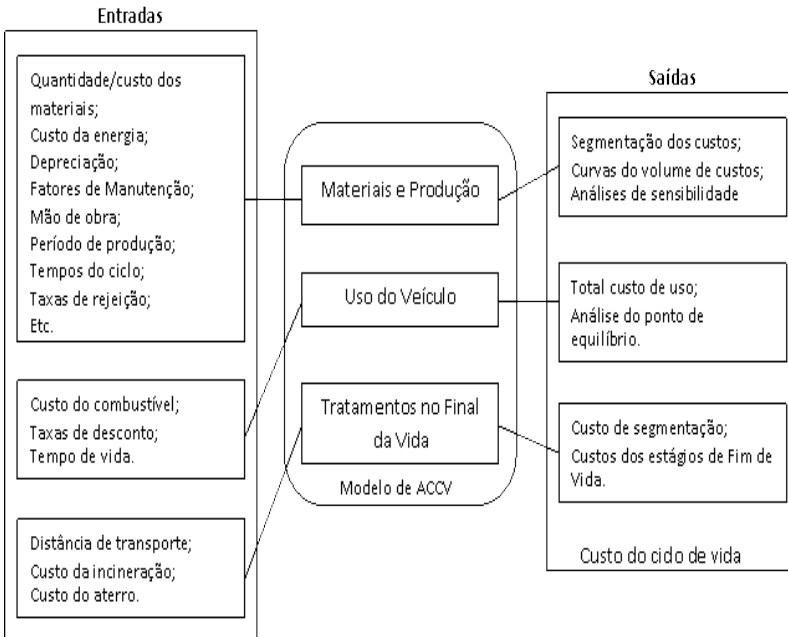 Entradas
Quantidade/custo dos
materiais;
Custo da energia;
Depreciação;
Fatores de Manutenção;
Mão de obra;
Período de produção;
Tempos do ciclo;
Taxas de rejeição;
Etc.
Custo do combustível;
Taxas de desconto;
Tempo de vida.
Distância de transporte;
Custo da incineração;
Custo do aterro.
Materiais e Produção
Uso do Veículo
Tratamentos no Final
da Vida
Modelo de ACCV
Saídas
Segmentação dos custos;
Curvas do volume de custos;
Análises de sensibilidade
Total custo de uso;
Análise do ponto de
equilíbrio.
Custo de segmentação;
Custos dos estágios de Fim de
Vida.
Custo do ciclo de vida